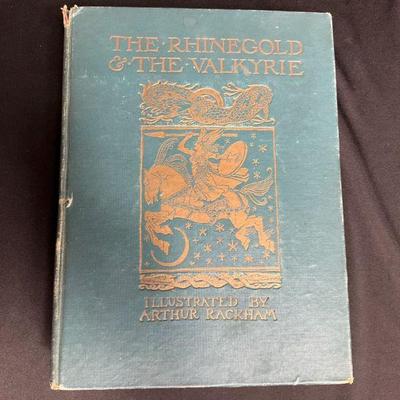 THE·RHINEGOLD
&·THE·VALKYRIE
ILLUSTRATED BY
ARTHUR RACKHAM